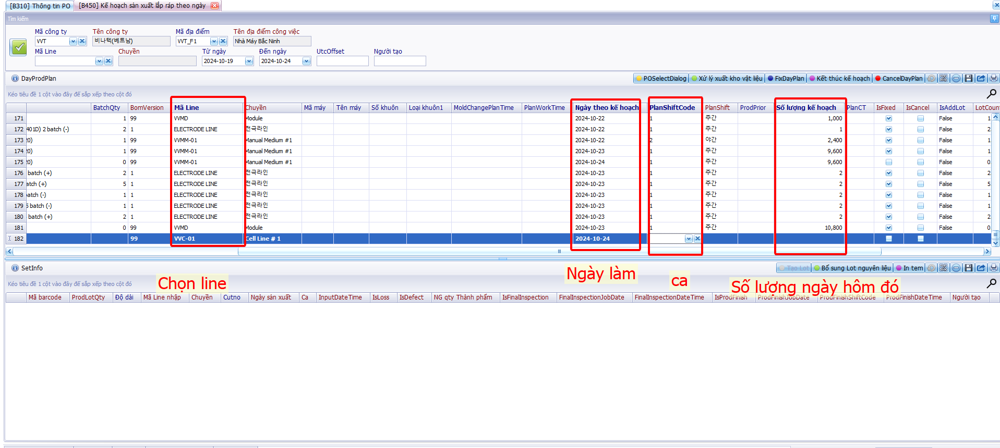 [B310] Thông tin PO
[B450] Kế hoạch sản xuất lắp ráp theo ngày
Tìm kiếm
Mã công ty
Tên công ty
Mã địa điểm
Tên địa điểm công việc
VVT
비나텍(베트남)
VVT_F1
Nhà Máy Bắc Ninh
Mã Line
Chuyền
Từ ngày
Đến ngày
UtcOffset
Người tạo
2024-10-19
2024-10-24
DayProdPlan
POSelectDialog
Xử lý xuất kho vật liệu
FixDayPlan
Kết thúc kế hoạch
CancelDayPlan
Kéo tiêu đề 1 cột vào đây để sắp xếp theo cột đó
BatchQty BomVersion Mã Line Chuyền Mã máy Tên máy Số khuôn Loại khuôn1 MoldChangePlanTime PlanWorkTime Ngày theo kế hoạch PlanShiftCode PlanShift ProdPrior Số lượng kế hoạch PlanCT IsFixed IsCancel IsAddLot LotCount
171 1 99 VVMD Module 2024-10-22 1 주간 1,000 False 1
172 401D) 2 batch (-) 2 1 ELECTRODE LINE 전극라인 2024-10-22 1 주간 1 False 2
173 20) 1 99 VVMM-01 Manual Medium #1 2024-10-22 2 야간 2,400 False 1
174 20) 1 99 VVMM-01 Manual Medium #1 2024-10-23 1 주간 9,600 False 1
175 20) 0 99 VVMM-01 Manual Medium #1 2024-10-24 1 주간 9,600 False 0
176 batch (+) 2 1 ELECTRODE LINE 전극라인 2024-10-23 1 주간 2 False 2
177 atch (+) 5 1 ELECTRODE LINE 전극라인 2024-10-23 1 주간 2 False 5
178 atch (-) 1 1 ELECTRODE LINE 전극라인 2024-10-23 1 주간 2 False 1
179 5 batch (-) 1 1 ELECTRODE LINE 전극라인 2024-10-23 1 주간 2 False 1
180 batch (+) 2 1 ELECTRODE LINE 전극라인 2024-10-23 1 주간 2 False 2
181 0 99 VVMD Module 2024-10-23 1 주간 10,800 False 0
182 99 VVC-01 Cell Line # 1 2024-10-24
SetInfo
Tạo Lot
Bổ sung Lot nguyên liệu
In tem
Chọn line
Ngày làm
ca
Số lượng ngày hôm đó
Kéo tiêu đề 1 cột vào đây để sắp xếp theo cột đó
Mã barcode ProdLotQty Độ dài Mã Line nhập Chuyền Cutno Ngày sản xuất Ca InputDateTime IsLoss IsDefect NG qty Thành phẩm IsFinalInspection FinalInspectionJobDate FinalInspectionDateTime IsProdFinish ProdFinishJobDate ProdFinishShiftCode ProdFinishDateTime Người tạo